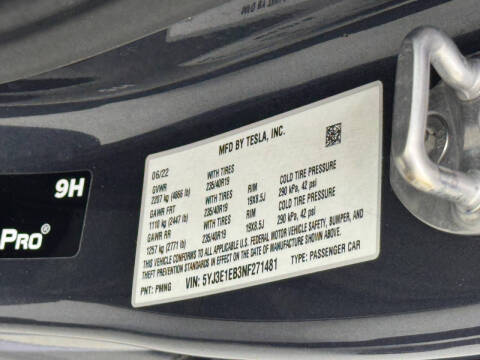 MFD BY TESLA, INC.
06/22
GVWR WITH TIRES RIM COLD TIRE PRESSURE
2207 kg (4866 lb) 235/40R19 19X8.5J 290 kPa, 42 psi
GAWR FRT WITH TIRES RIM COLD TIRE PRESSURE
1110 kg (2447 lb) 235/40R19 19X8.5J 290 kPa, 42 psi
GAWR RR WITH TIRES
1257 kg (2771 lb) 235/40R19
CONFORMS TO ALL APPLICABLE U.S. FEDERAL MOTOR VEHICLE SAFETY, BUMPER, AND
THEFT PREVENTION STANDARDS IN EFFECT ON THE DATE OF MANUFACTURE SHOWN ABOVE.
PNT: PMNG VIN: 5YJ3E1EB3NF271481 TYPE: PASSENGER CAR
9H
PRO®